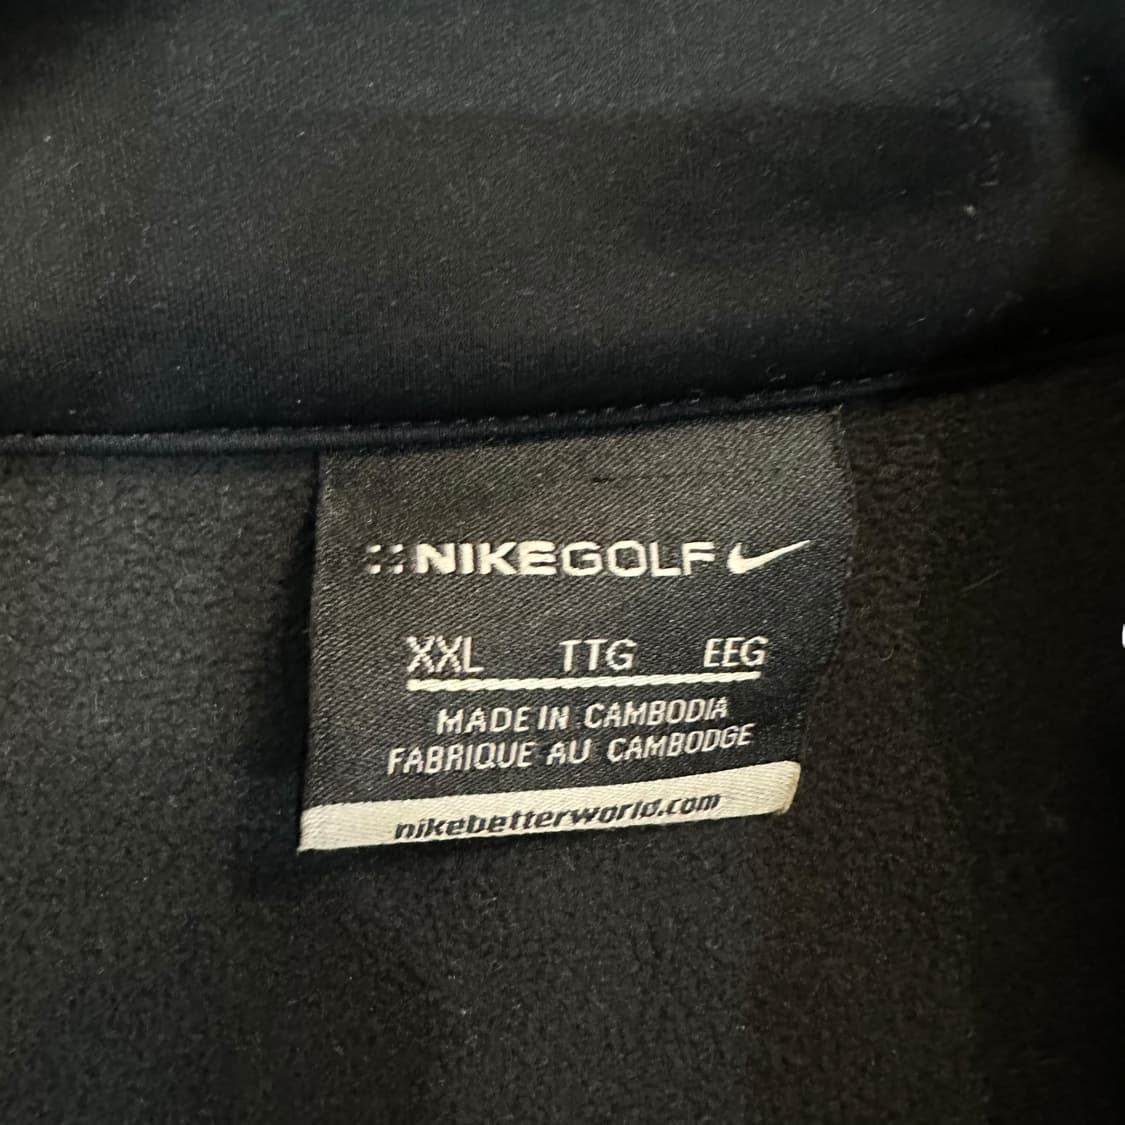 NIKEGOLF
XXL TTG EEG
MADE IN CAMBODIA
FABRIQUE AU CAMBODGE
nikebetterworld.com